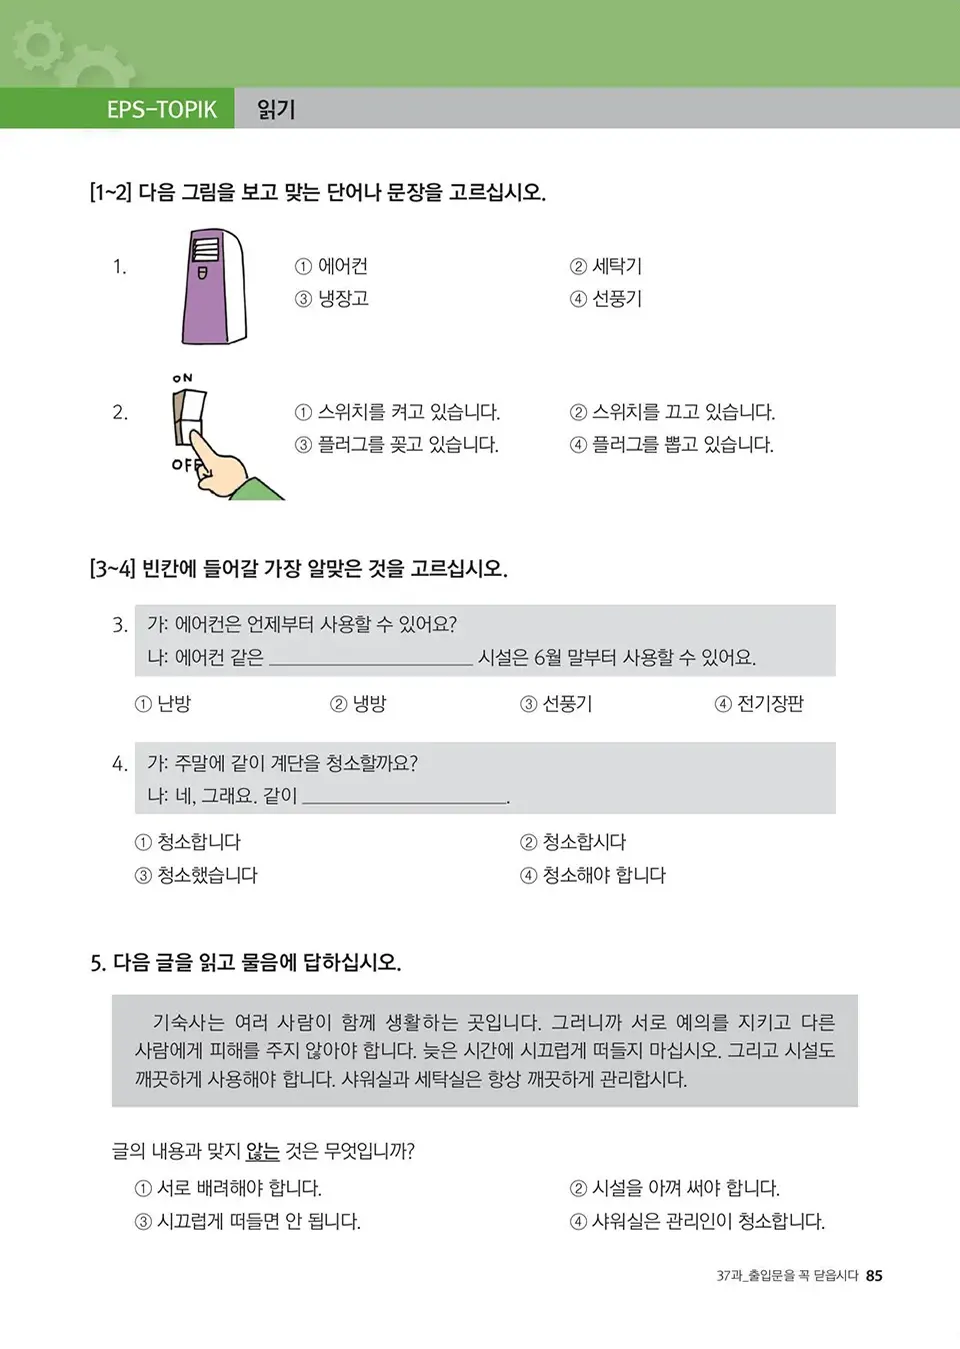 EPS-TOPIK 읽기
[1~2] 다음 그림을 보고 맞는 단어나 문장을 고르십시오.
1.
① 에어컨 ② 세탁기
③ 냉장고 ④ 선풍기
ON
2.
① 스위치를 켜고 있습니다. ② 스위치를 끄고 있습니다.
③ 플러그를 꽂고 있습니다. ④ 플러그를 뽑고 있습니다.
OFF
[3~4] 빈칸에 들어갈 가장 알맞은 것을 고르십시오.
3. 가: 에어컨은 언제부터 사용할 수 있어요?
나: 에어컨 같은 ____________________ 시설은 6월 말부터 사용할 수 있어요.
① 난방 ② 냉방 ③ 선풍기 ④ 전기장판
4. 가: 주말에 같이 계단을 청소할까요?
나: 네, 그래요. 같이 ____________________.
① 청소합니다 ② 청소합시다
③ 청소했습니다 ④ 청소해야 합니다
5. 다음 글을 읽고 물음에 답하십시오.
기숙사는 여러 사람이 함께 생활하는 곳입니다. 그러니까 서로 예의를 지키고 다른
사람에게 피해를 주지 않아야 합니다. 늦은 시간에 시끄럽게 떠들지 마십시오. 그리고 시설도
깨끗하게 사용해야 합니다. 샤워실과 세탁실은 항상 깨끗하게 관리합시다.
글의 내용과 맞지 않는 것은 무엇입니까?
① 서로 배려해야 합니다. ② 시설을 아껴 써야 합니다.
③ 시끄럽게 떠들면 안 됩니다. ④ 샤워실은 관리인이 청소합니다.
37과_출입문을 꼭 닫읍시다 85